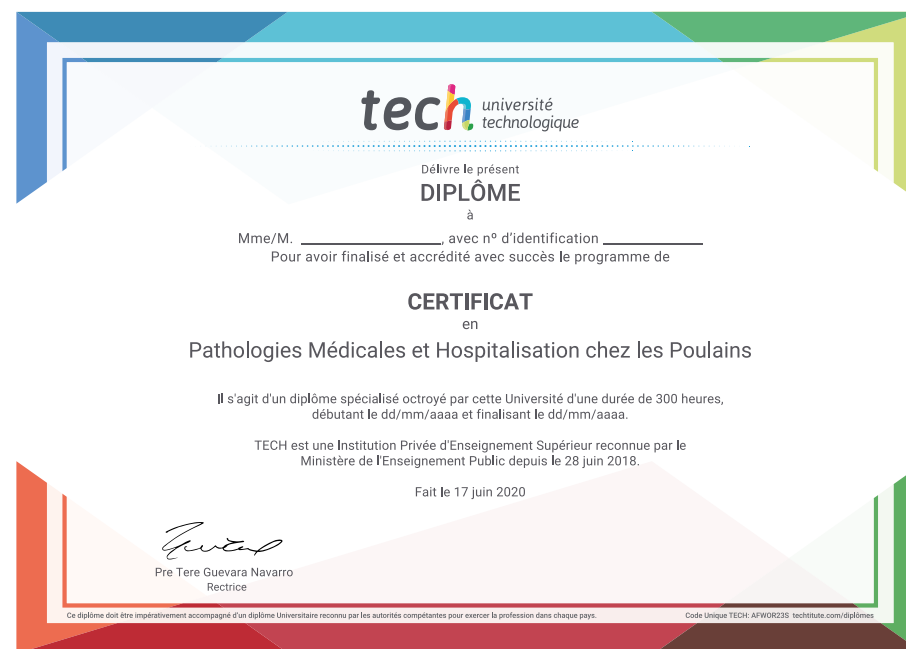 tech université
technologique
Délivre le présent
DIPLÔME
à
Mme/M. ____________________, avec nº d'identification ______________
Pour avoir finalisé et accrédité avec succès le programme de
CERTIFICAT
en
Pathologies Médicales et Hospitalisation chez les Poulains
Il s'agit d'un diplôme spécialisé octroyé par cette Université d'une durée de 300 heures,
débutant le dd/mm/aaaa et finalisant le dd/mm/aaaa.
TECH est une Institution Privée d'Enseignement Supérieur reconnue par le
Ministère de l'Enseignement Public depuis le 28 juin 2018.
Fait le 17 juin 2020
Pre Tere Guevara Navarro
Rectrice
Ce diplôme doit être impérativement accompagné d'un diplôme Universitaire reconnu par les autorités compétantes pour exercer la profession dans chaque pays.
Code Unique TECH: AFWOR23S techtitute.com/diplômes